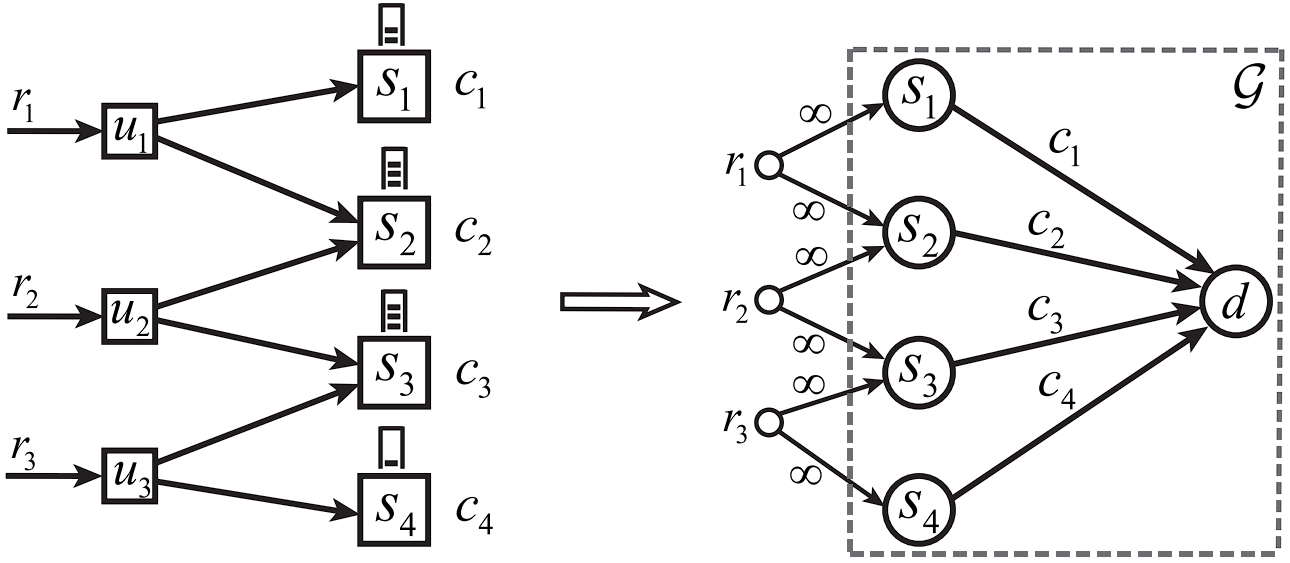 r₁
u₁
s₁
c₁
s₂
c₂
r₂
u₂
s₃
c₃
r₃
u₃
s₄
c₄
𝒢
s₁
∞
c₁
r₁
∞
s₂
c₂
∞
r₂
d
c₃
∞
s₃
∞
c₄
r₃
∞
s₄